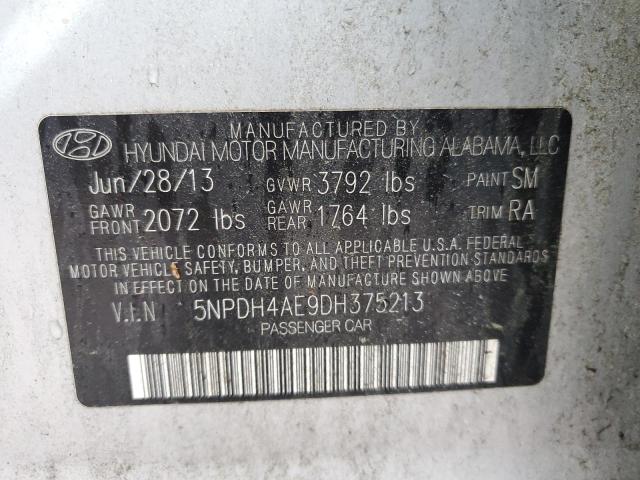 MANUFACTURED BY
HYUNDAI MOTOR MANUFACTURING ALABAMA, LLC
Jun/28/13 GVWR 3792 lbs PAINT SM
GAWR FRONT 2072 lbs GAWR REAR 1764 lbs TRIM RA
THIS VEHICLE CONFORMS TO ALL APPLICABLE U.S.A. FEDERAL
MOTOR VEHICLE SAFETY, BUMPER, AND THEFT PREVENTION
STANDARDS IN EFFECT ON THE DATE OF MANUFACTURE SHOWN ABOVE.
V.I.N 5NPDH4AE9DH375213
PASSENGER CAR